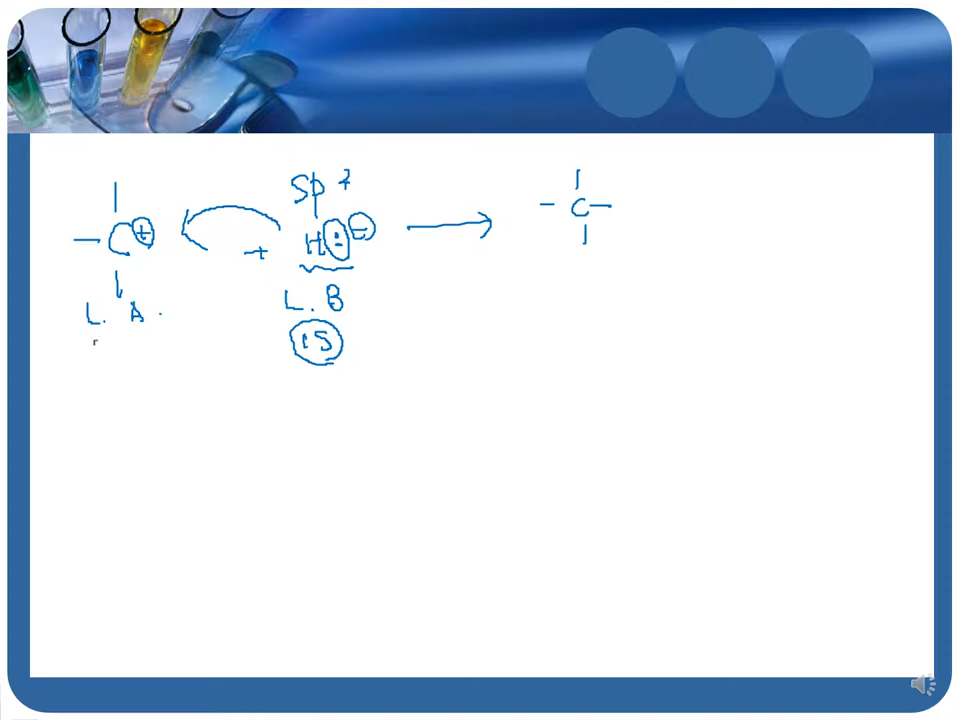 Sp ?
C + + H : − → C
L. A. L. B
1S